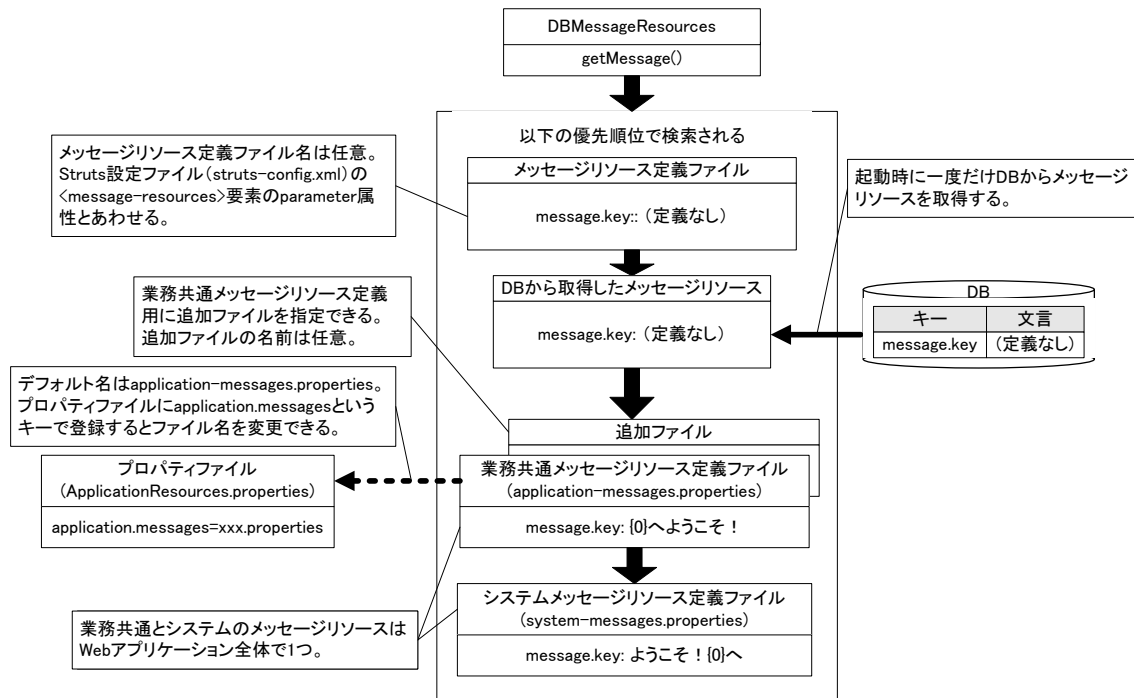 DBMessageResources
getMessage()
以下の優先順位で検索される
メッセージリソース定義ファイル名は任意。
Struts設定ファイル（struts-config.xml）の
<message-resources>要素のparameter属
性とあわせる。
メッセージリソース定義ファイル
message.key:: （定義なし）
起動時に一度だけDBからメッセージ
リソースを取得する。
DBから取得したメッセージリソース
message.key: （定義なし）
DB
キー 文言
message.key （定義なし）
業務共通メッセージリソース定義
用に追加ファイルを指定できる。
追加ファイルの名前は任意。
デフォルト名はapplication-messages.properties。
プロパティファイルにapplication.messagesという
キーで登録するとファイル名を変更できる。
追加ファイル
プロパティファイル
（ApplicationResources.properties）
application.messages=xxx.properties
業務共通メッセージリソース定義ファイル
（application-messages.properties）
message.key: {0}へようこそ！
システムメッセージリソース定義ファイル
（system-messages.properties）
message.key: ようこそ！{0}へ
業務共通とシステムのメッセージリソースは
Webアプリケーション全体で1つ。